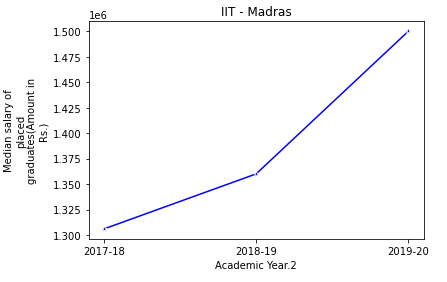 IIT - Madras
1e6
1.500
1.475
1.450
1.425
1.400
1.375
1.350
1.325
1.300
Median salary of
placed
graduates(Amount in
Rs.)
2017-18 2018-19 2019-20
Academic Year.2